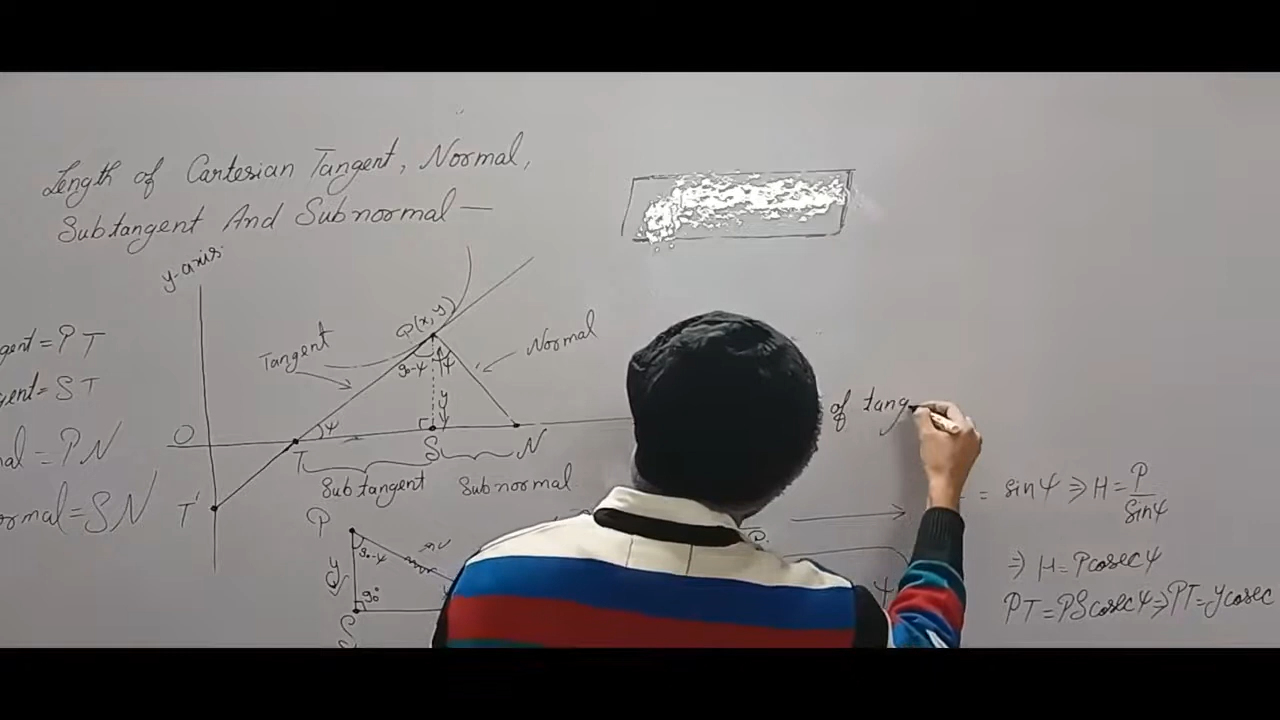 Length of Cartesian Tangent, Normal,
Subtangent And Subnormal —
y-axis
gent = PT
gent = ST
al = PN
ormal = SN
Tangent
P(x, y)
Normal
90-ψ
ψ
y
ψ
O
T
S
N
Subtangent
Subnormal
T'
of tang
= sinψ ⇒ H = P/Sinψ
⇒ H = P cosec ψ
PT = PS cosec ψ ⇒ PT = y cosec
P
90-ψ
y
90°
S
ψ